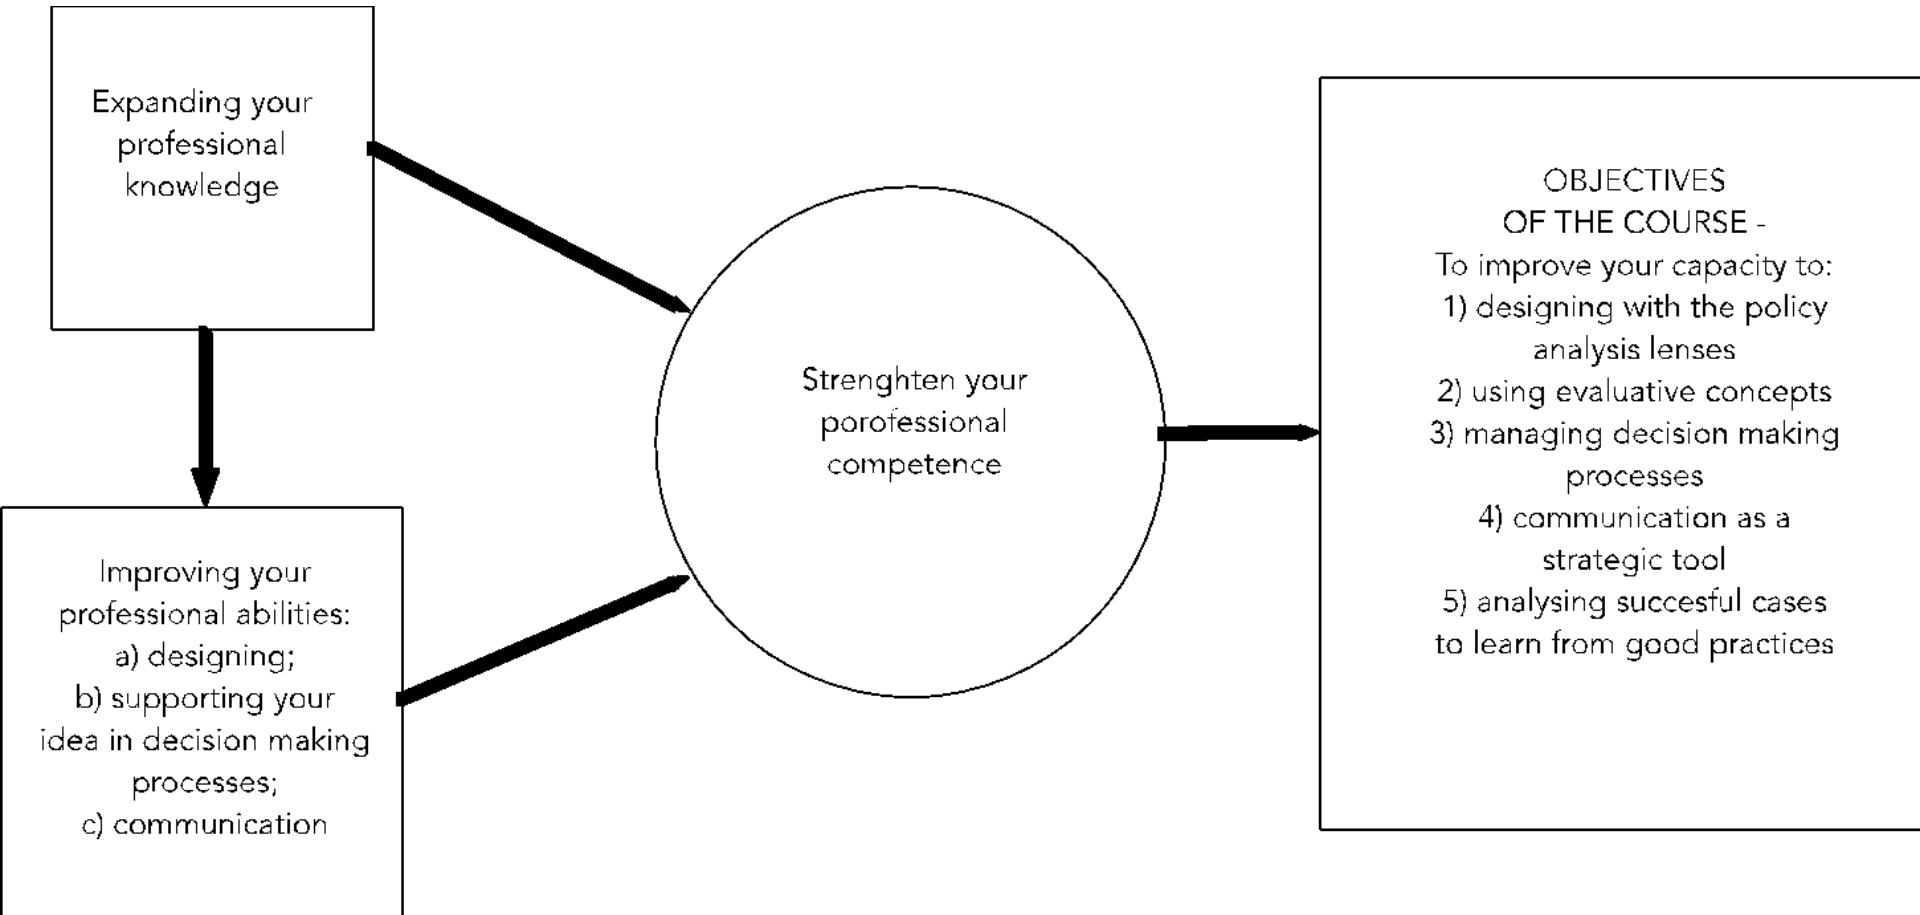 Expanding your
professional
knowledge
Improving your
professional abilities:
a) designing;
b) supporting your
idea in decision making
processes;
c) communication
Strenghten your
porofessional
competence
OBJECTIVES
OF THE COURSE -
To improve your capacity to:
1) designing with the policy
analysis lenses
2) using evaluative concepts
3) managing decision making
processes
4) communication as a
strategic tool
5) analysing succesful cases
to learn from good practices